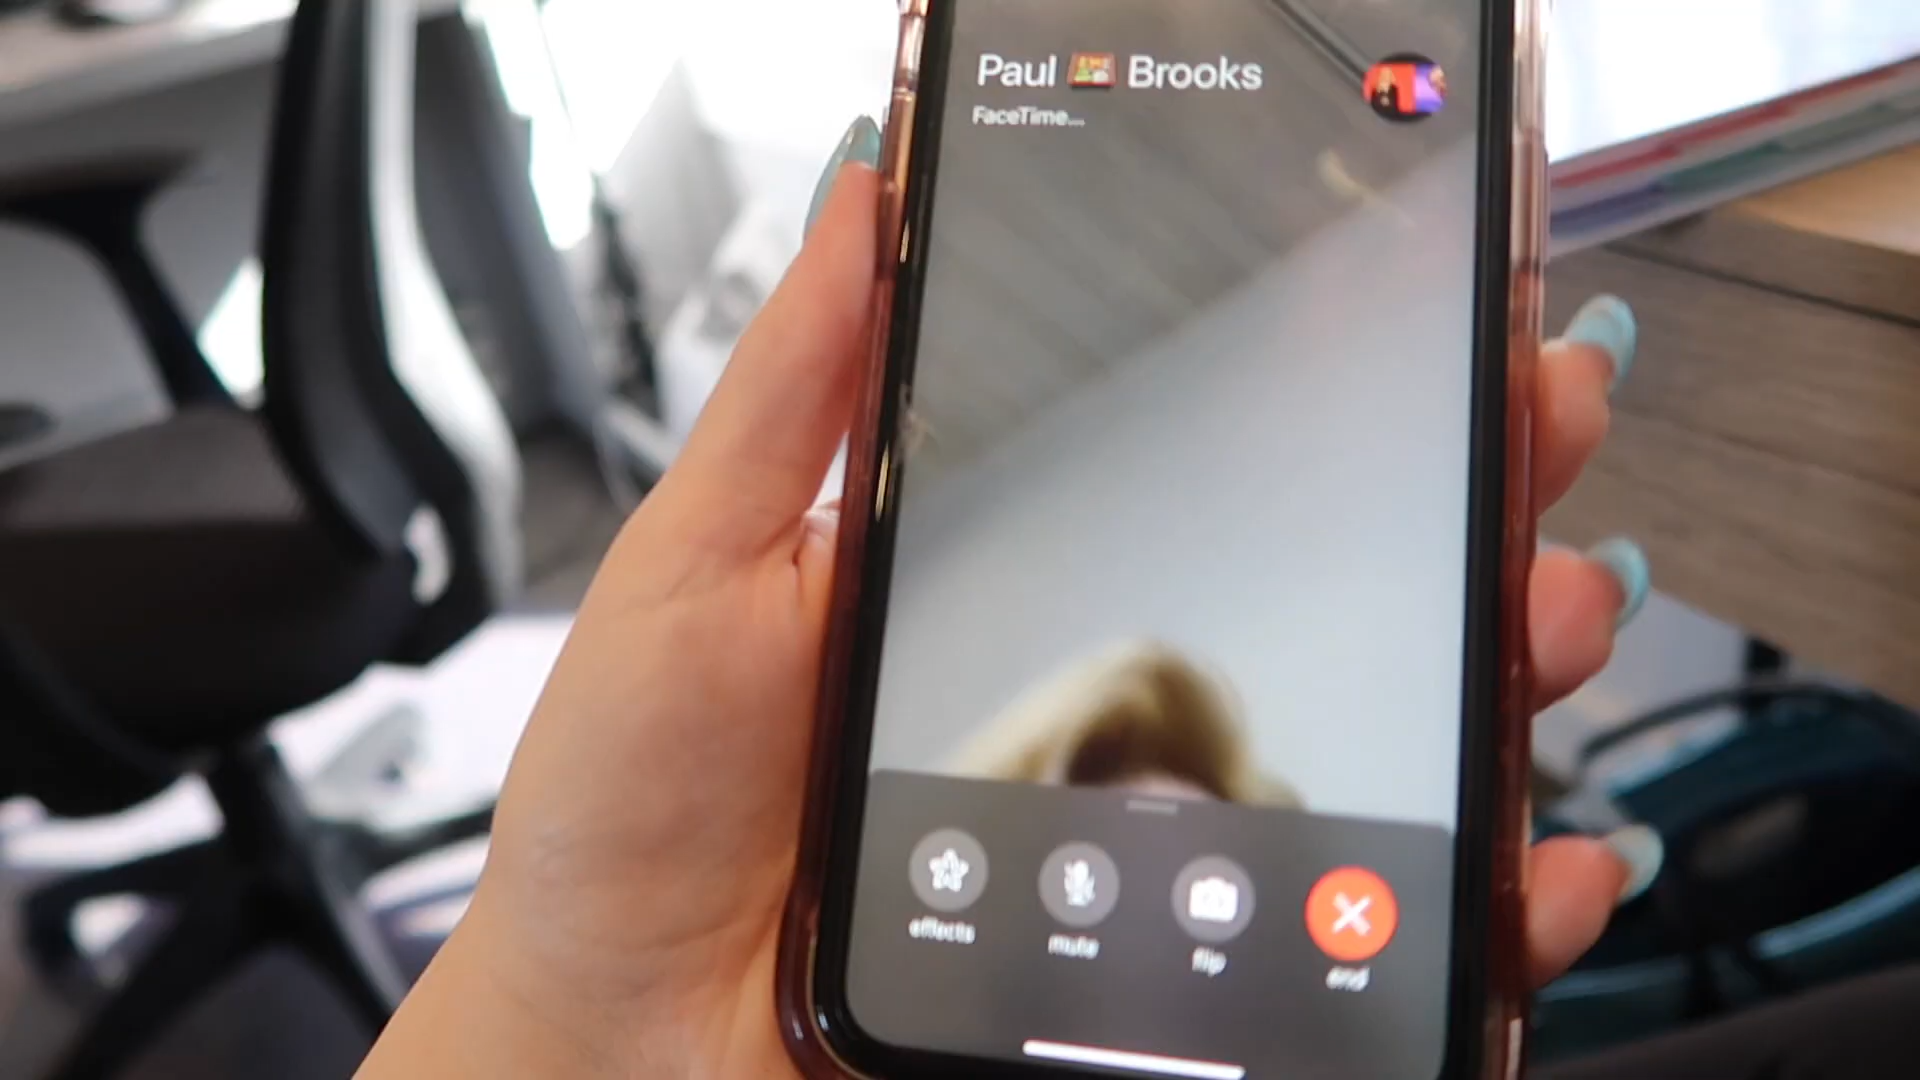 Paul Brooks
FaceTime...
effects
mute
flip
end